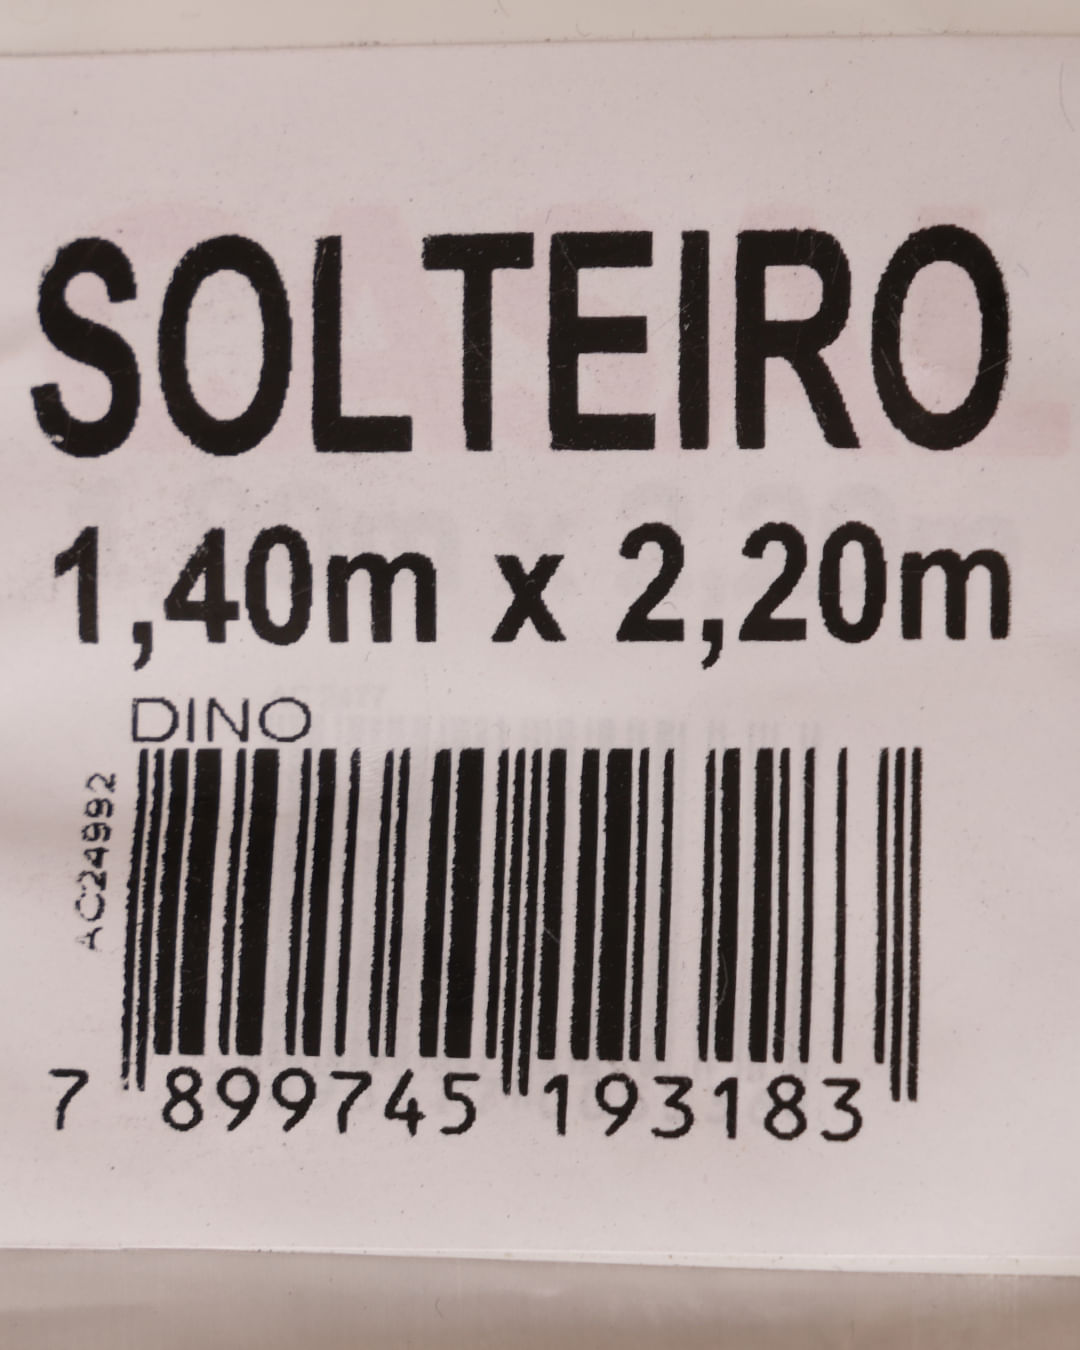 SOLTEIRO
1,40m x 2,20m
DINO
AC24992
7 899745 193183